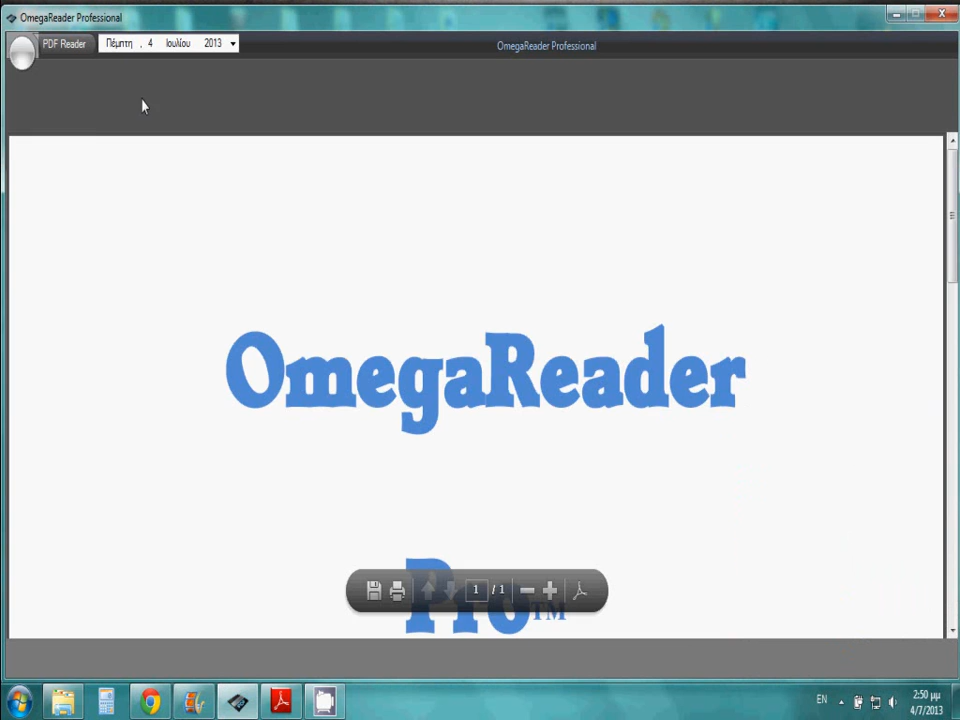 OmegaReader Professional
PDF Reader
Πέμπτη , 4 Ιουλίου 2013
OmegaReader Professional
OmegaReader
Pro™
1 / 1
EN
2:50 μμ
4/7/2013